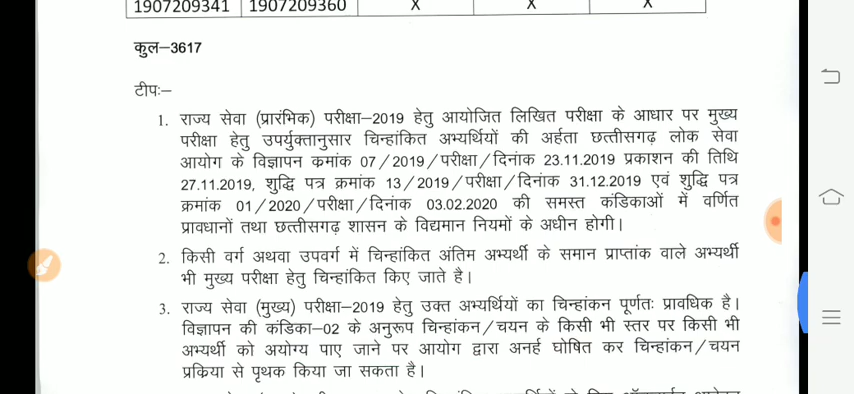 1907209341 1907209360 X X X
कुल–3617
टीपः–
1. राज्य सेवा (प्रारंभिक) परीक्षा–2019 हेतु आयोजित लिखित परीक्षा के आधार पर मुख्य
परीक्षा हेतु उपर्युक्तानुसार चिन्हांकित अभ्यर्थियों की अर्हता छत्तीसगढ़ लोक सेवा
आयोग के विज्ञापन क्रमांक 07/2019/परीक्षा/दिनांक 23.11.2019 प्रकाशन की तिथि
27.11.2019, शुद्धि पत्र क्रमांक 13/2019/परीक्षा/दिनांक 31.12.2019 एवं शुद्धि पत्र
क्रमांक 01/2020/परीक्षा/दिनांक 03.02.2020 की समस्त कंडिकाओं में वर्णित
प्रावधानों तथा छत्तीसगढ़ शासन के विद्यमान नियमों के अधीन होगी।
2. किसी वर्ग अथवा उपवर्ग में चिन्हांकित अंतिम अभ्यर्थी के समान प्राप्तांक वाले अभ्यर्थी
भी मुख्य परीक्षा हेतु चिन्हांकित किए जाते है।
3. राज्य सेवा (मुख्य) परीक्षा–2019 हेतु उक्त अभ्यर्थियों का चिन्हांकन पूर्णतः प्रावधिक है।
विज्ञापन की कंडिका–02 के अनुरूप चिन्हांकन/चयन के किसी भी स्तर पर किसी भी
अभ्यर्थी को अयोग्य पाए जाने पर आयोग द्वारा अनर्ह घोषित कर चिन्हांकन/चयन
प्रक्रिया से पृथक किया जा सकता है।